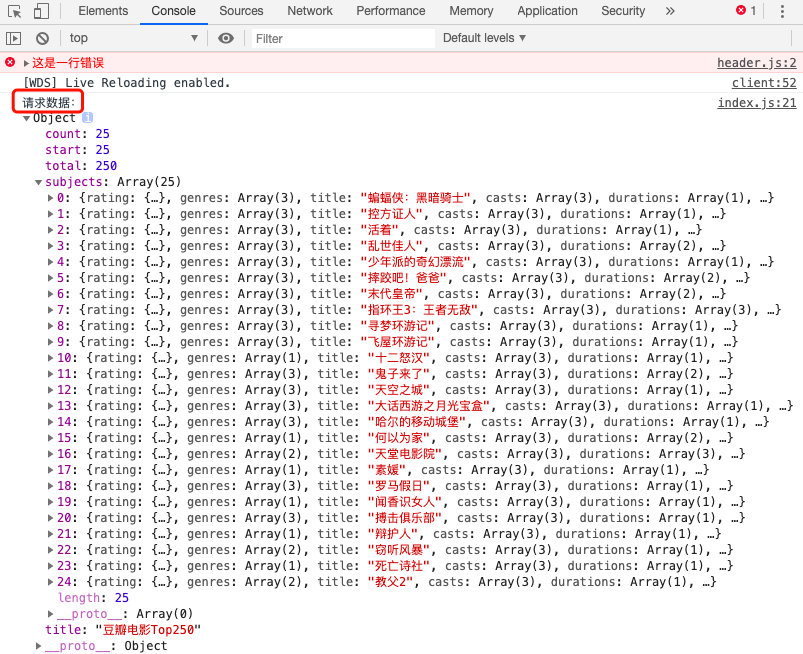 Elements Console Sources Network Performance Memory Application Security » 1
top Filter Default levels
这是一行错误 header.js:2
[WDS] Live Reloading enabled. client:52
请求数据: index.js:21
Object i
count: 25
start: 25
total: 250
subjects: Array(25)
0: {rating: {…}, genres: Array(3), title: "蝙蝠侠：黑暗骑士", casts: Array(3), durations: Array(1), …}
1: {rating: {…}, genres: Array(3), title: "控方证人", casts: Array(3), durations: Array(1), …}
2: {rating: {…}, genres: Array(3), title: "活着", casts: Array(3), durations: Array(1), …}
3: {rating: {…}, genres: Array(3), title: "乱世佳人", casts: Array(3), durations: Array(2), …}
4: {rating: {…}, genres: Array(3), title: "少年派的奇幻漂流", casts: Array(3), durations: Array(1), …}
5: {rating: {…}, genres: Array(3), title: "摔跤吧！爸爸", casts: Array(3), durations: Array(2), …}
6: {rating: {…}, genres: Array(3), title: "末代皇帝", casts: Array(3), durations: Array(2), …}
7: {rating: {…}, genres: Array(3), title: "指环王3：王者无敌", casts: Array(3), durations: Array(3), …}
8: {rating: {…}, genres: Array(3), title: "寻梦环游记", casts: Array(3), durations: Array(1), …}
9: {rating: {…}, genres: Array(3), title: "飞屋环游记", casts: Array(3), durations: Array(1), …}
10: {rating: {…}, genres: Array(1), title: "十二怒汉", casts: Array(3), durations: Array(1), …}
11: {rating: {…}, genres: Array(3), title: "鬼子来了", casts: Array(3), durations: Array(2), …}
12: {rating: {…}, genres: Array(3), title: "天空之城", casts: Array(3), durations: Array(1), …}
13: {rating: {…}, genres: Array(3), title: "大话西游之月光宝盒", casts: Array(3), durations: Array(1), …}
14: {rating: {…}, genres: Array(3), title: "哈尔的移动城堡", casts: Array(3), durations: Array(1), …}
15: {rating: {…}, genres: Array(1), title: "何以为家", casts: Array(3), durations: Array(2), …}
16: {rating: {…}, genres: Array(2), title: "天堂电影院", casts: Array(3), durations: Array(3), …}
17: {rating: {…}, genres: Array(1), title: "素媛", casts: Array(3), durations: Array(1), …}
18: {rating: {…}, genres: Array(3), title: "罗马假日", casts: Array(3), durations: Array(1), …}
19: {rating: {…}, genres: Array(1), title: "闻香识女人", casts: Array(3), durations: Array(1), …}
20: {rating: {…}, genres: Array(3), title: "搏击俱乐部", casts: Array(3), durations: Array(1), …}
21: {rating: {…}, genres: Array(1), title: "辩护人", casts: Array(3), durations: Array(1), …}
22: {rating: {…}, genres: Array(2), title: "窃听风暴", casts: Array(3), durations: Array(1), …}
23: {rating: {…}, genres: Array(1), title: "死亡诗社", casts: Array(3), durations: Array(1), …}
24: {rating: {…}, genres: Array(2), title: "教父2", casts: Array(3), durations: Array(1), …}
length: 25
__proto__: Array(0)
title: "豆瓣电影Top250"
__proto__: Object